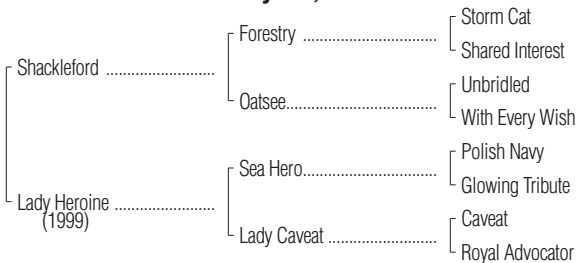 Storm Cat
Forestry
Shared Interest
Shackleford
Unbridled
Oatsee
With Every Wish
Polish Navy
Sea Hero
Glowing Tribute
Lady Heroine
(1999)
Caveat
Lady Caveat
Royal Advocator